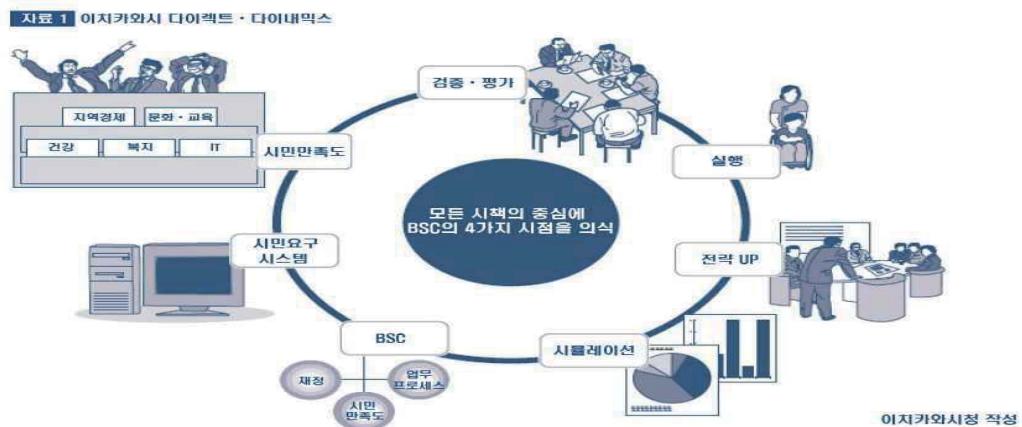 자료 1 이치카와시 다이렉트·다이내믹스
검증·평가
지역경제
문화·교육
건강
복지
IT
시민만족도
실행
모든 시책의 중심에
BSC의 4가지 시점을 의식
시민요구
시스템
전략 UP
BSC
시뮬레이션
재정
업무
프로세스
시민
만족도
이치카와시청 작성